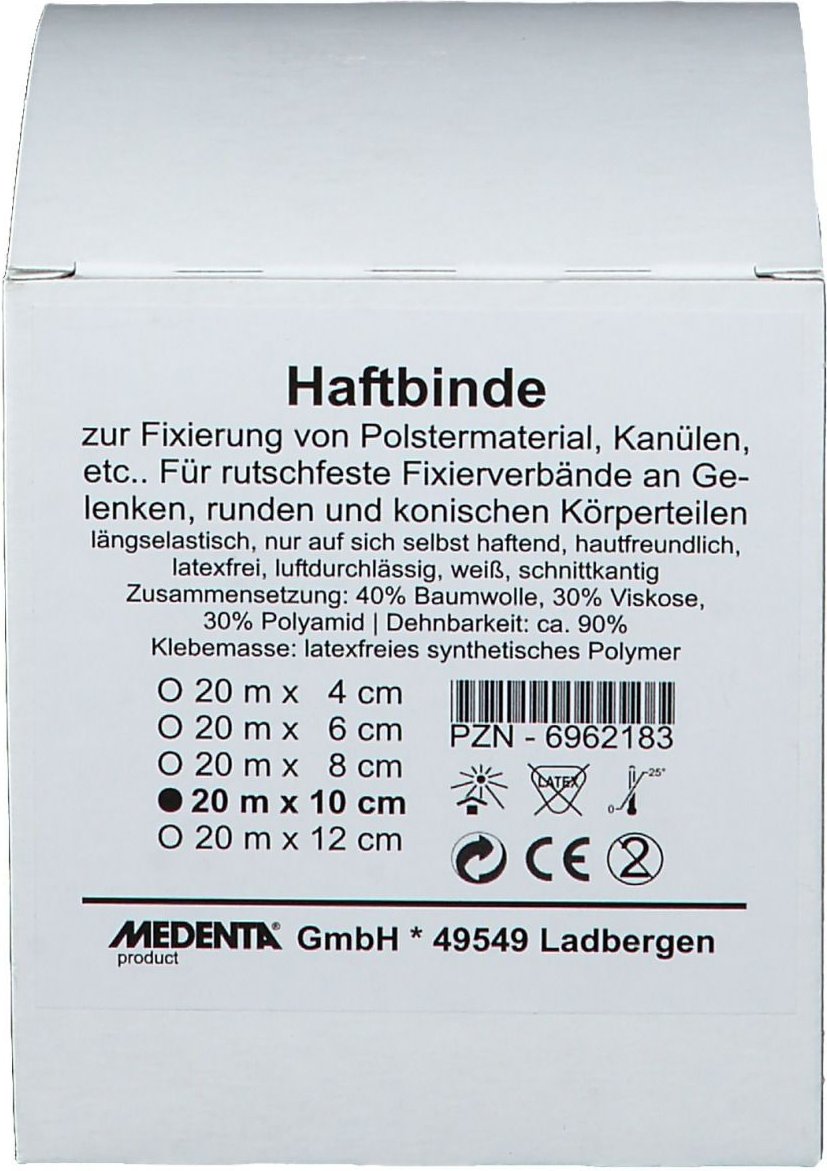 Haftbinde
zur Fixierung von Polstermaterial, Kanülen,
etc.. Für rutschfeste Fixierverbände an Ge-
lenken, runden und konischen Körperteilen
längselastisch, nur auf sich selbst haftend, hautfreundlich,
latexfrei, luftdurchlässig, weiß, schnittkantig
Zusammensetzung: 40% Baumwolle, 30% Viskose,
30% Polyamid | Dehnbarkeit: ca. 90%
Klebemasse: latexfreies synthetisches Polymer
O 20 m x 4 cm
O 20 m x 6 cm
O 20 m x 8 cm
● 20 m x 10 cm
O 20 m x 12 cm
PZN - 6962183
LATEX
25°
0
CE
2
MEDENTA® GmbH * 49549 Ladbergen
product